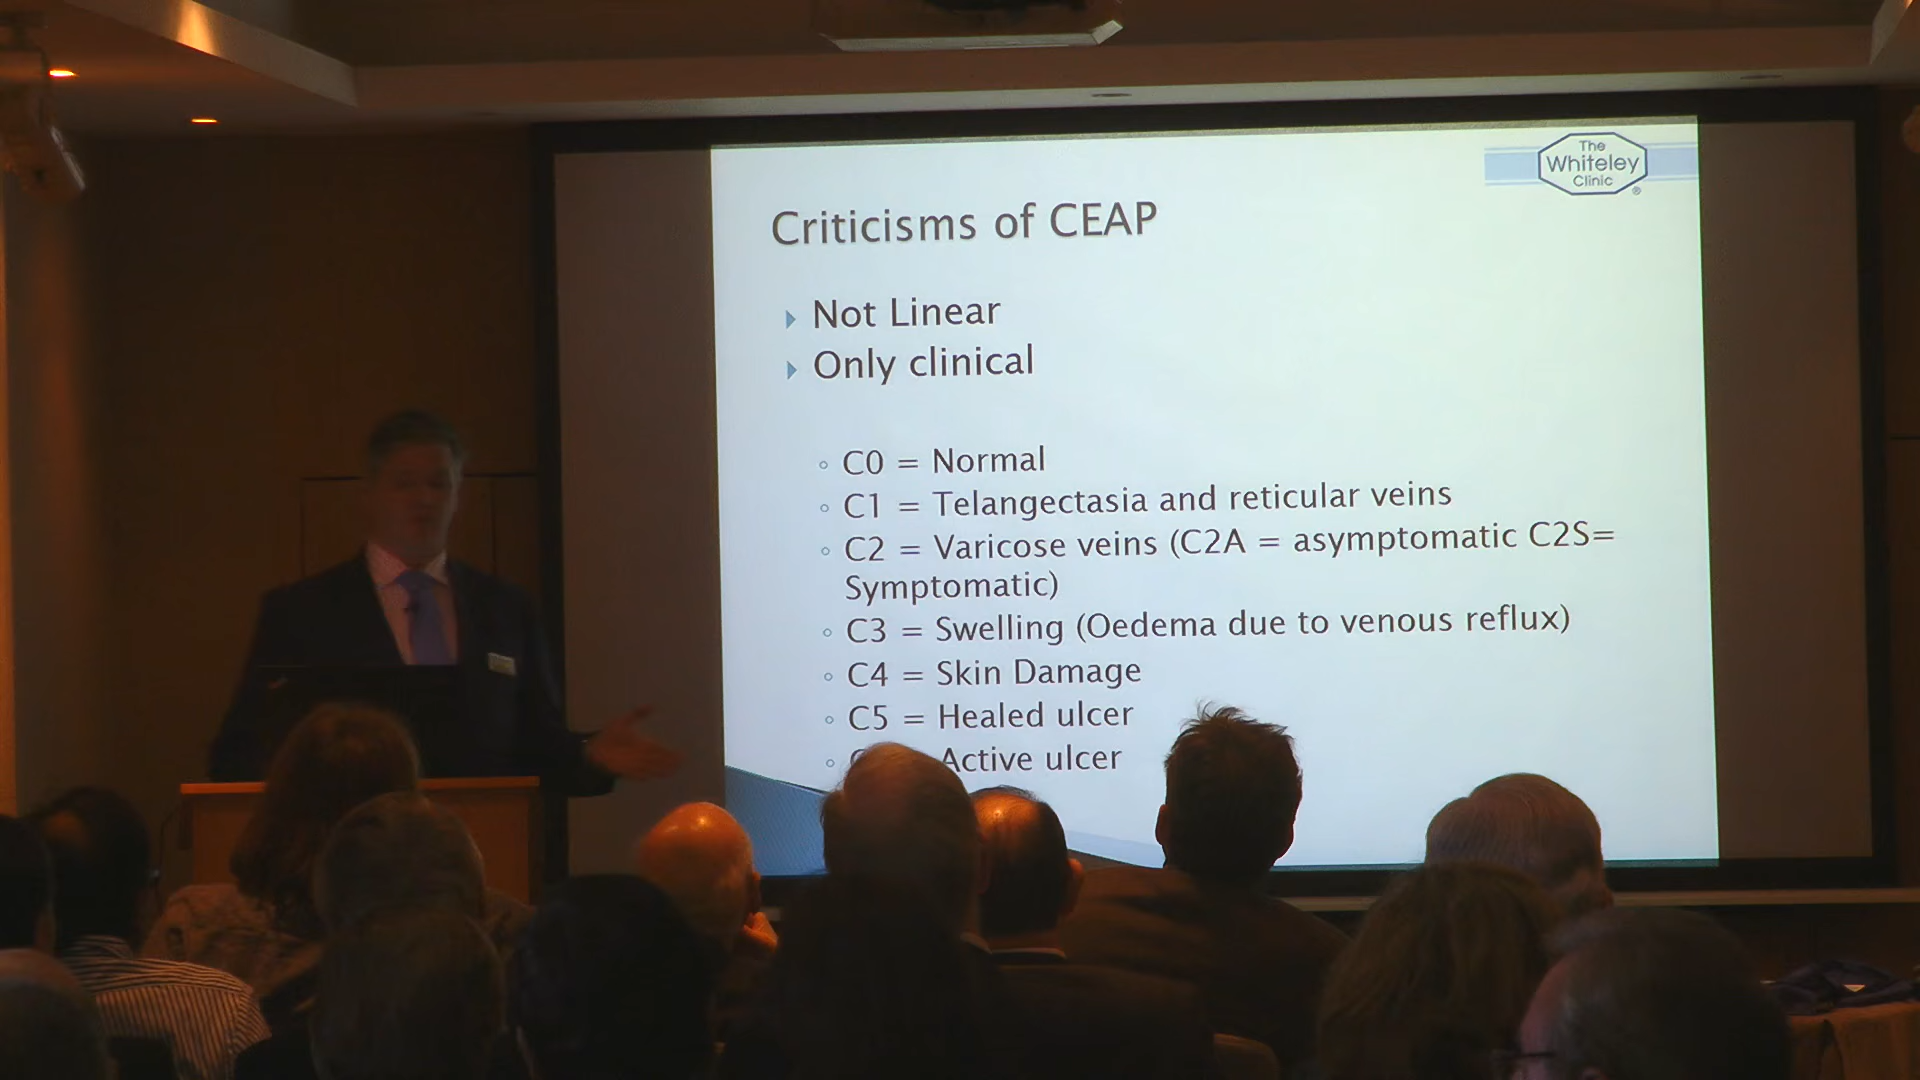 The
Whiteley
Clinic
®
Criticisms of CEAP
Not Linear
Only clinical
C0 = Normal
C1 = Telangectasia and reticular veins
C2 = Varicose veins (C2A = asymptomatic C2S=
Symptomatic)
C3 = Swelling (Oedema due to venous reflux)
C4 = Skin Damage
C5 = Healed ulcer
Active ulcer